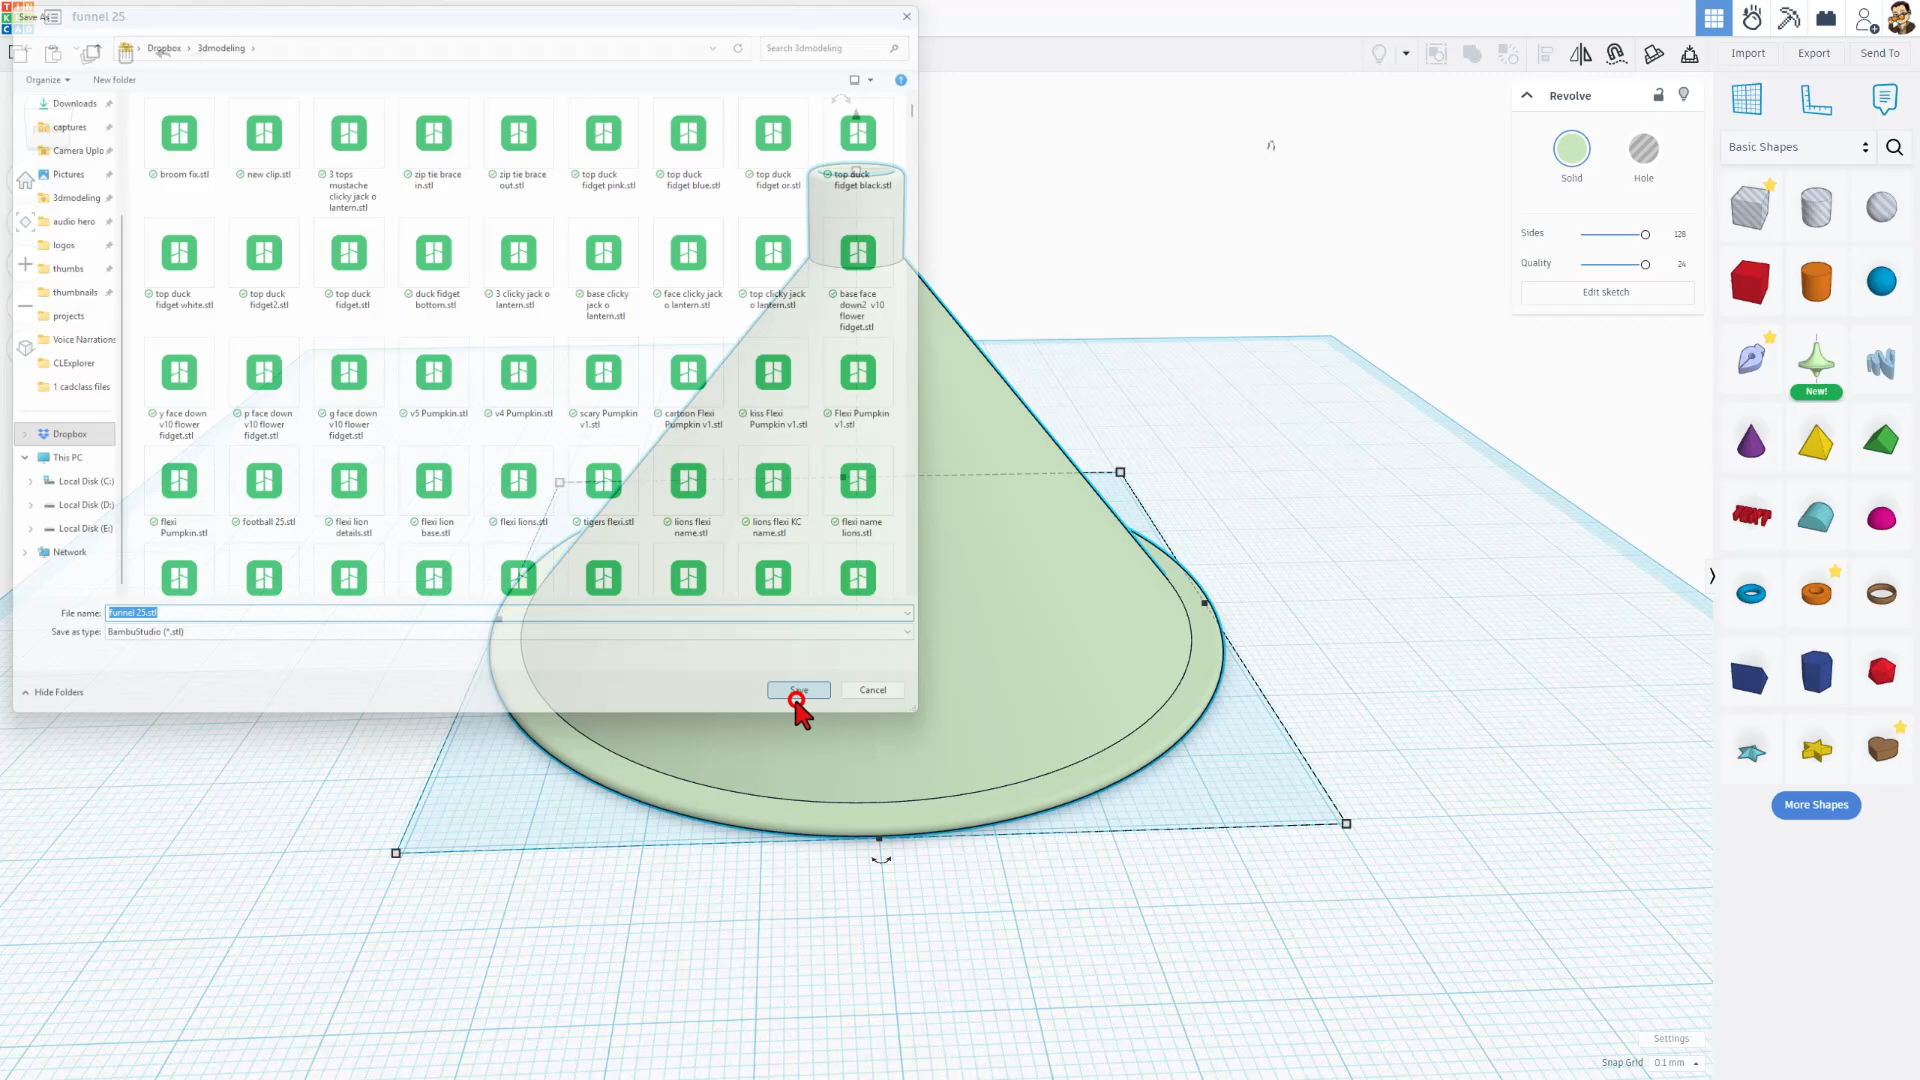 Save As
funnel 25
Dropbox
3dmodeling
Search 3dmodeling
Import
Export
Send To
Organize
New folder
Downloads
captures
Camera Uplo
Pictures
3dmodeling
audio hero
logos
thumbs
thumbnails
projects
Voice Narrations
CLExplorer
1 cadclass files
Dropbox
This PC
Local Disk (C:)
Local Disk (D:)
Local Disk (E:)
Network
broom fix.stl
new clip.stl
3 tops
mustache
clicky jack o
lantern.stl
zip tie brace
in.stl
zip tie brace
out.stl
top duck
fidget pink.stl
top duck
fidget blue.stl
top duck
fidget or.stl
top duck
fidget black.stl
top duck
fidget white.stl
top duck
fidget2.stl
top duck
fidget.stl
duck fidget
bottom.stl
3 clicky jack o
lantern.stl
base clicky
jack o
lantern.stl
face clicky jack
o lantern.stl
top clicky jack
o lantern.stl
base face
down2 v10
flower
fidget.stl
y face down
v10 flower
fidget.stl
p face down
v10 flower
fidget.stl
g face down
v10 flower
fidget.stl
v5 Pumpkin.stl
v4 Pumpkin.stl
scary Pumpkin
v1.stl
cartoon Flexi
Pumpkin v1.stl
kiss Flexi
Pumpkin v1.stl
Flexi Pumpkin
v1.stl
flexi
Pumpkin.stl
football 25.stl
flexi lion
details.stl
flexi lion
base.stl
flexi lions.stl
tigers flexi.stl
lions flexi
name.stl
lions flexi KC
name.stl
flexi name
lions.stl
File name:
funnel 25.stl
Save as type:
BambuStudio (*.stl)
Hide Folders
Save
Cancel
Revolve
Solid
Hole
Sides
128
Quality
24
Edit sketch
Basic Shapes
New!
TEXT
More Shapes
Settings
Snap Grid
0.1 mm